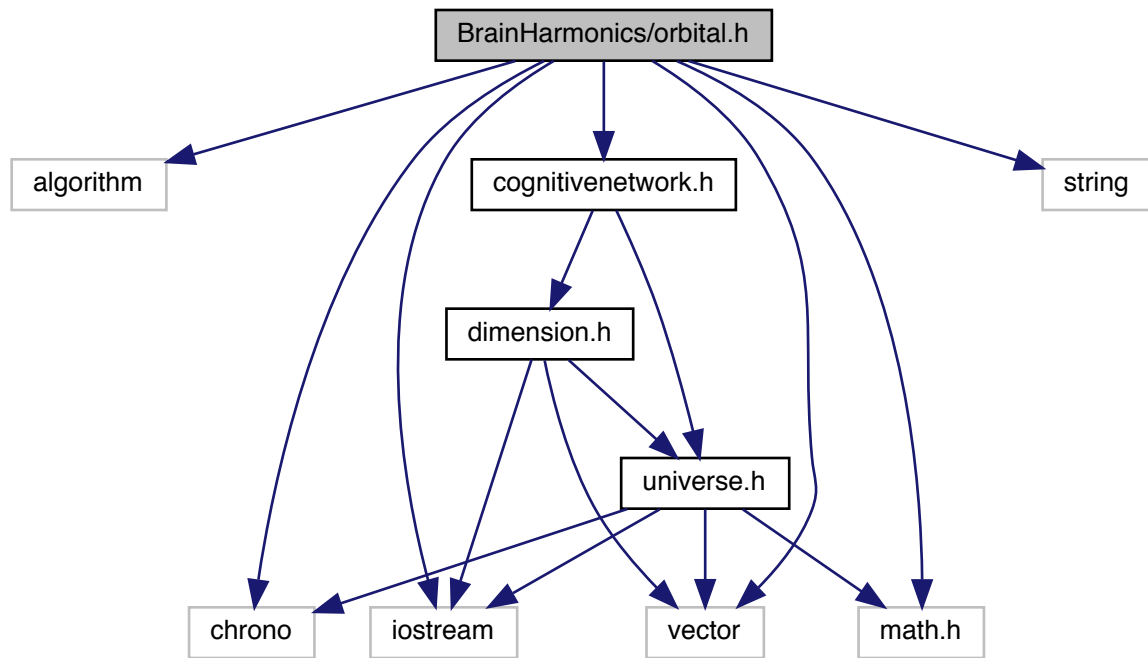 BrainHarmonics/orbital.h
algorithm
cognitivenetwork.h
string
dimension.h
universe.h
chrono
iostream
vector
math.h